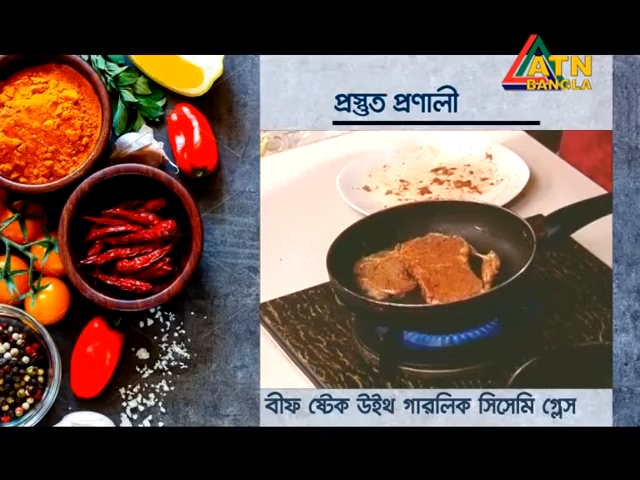 ATN
BANGLA
প্রস্তুত প্রণালী
বীফ ষ্টেক উইথ গারলিক সিসেমি গ্লেস